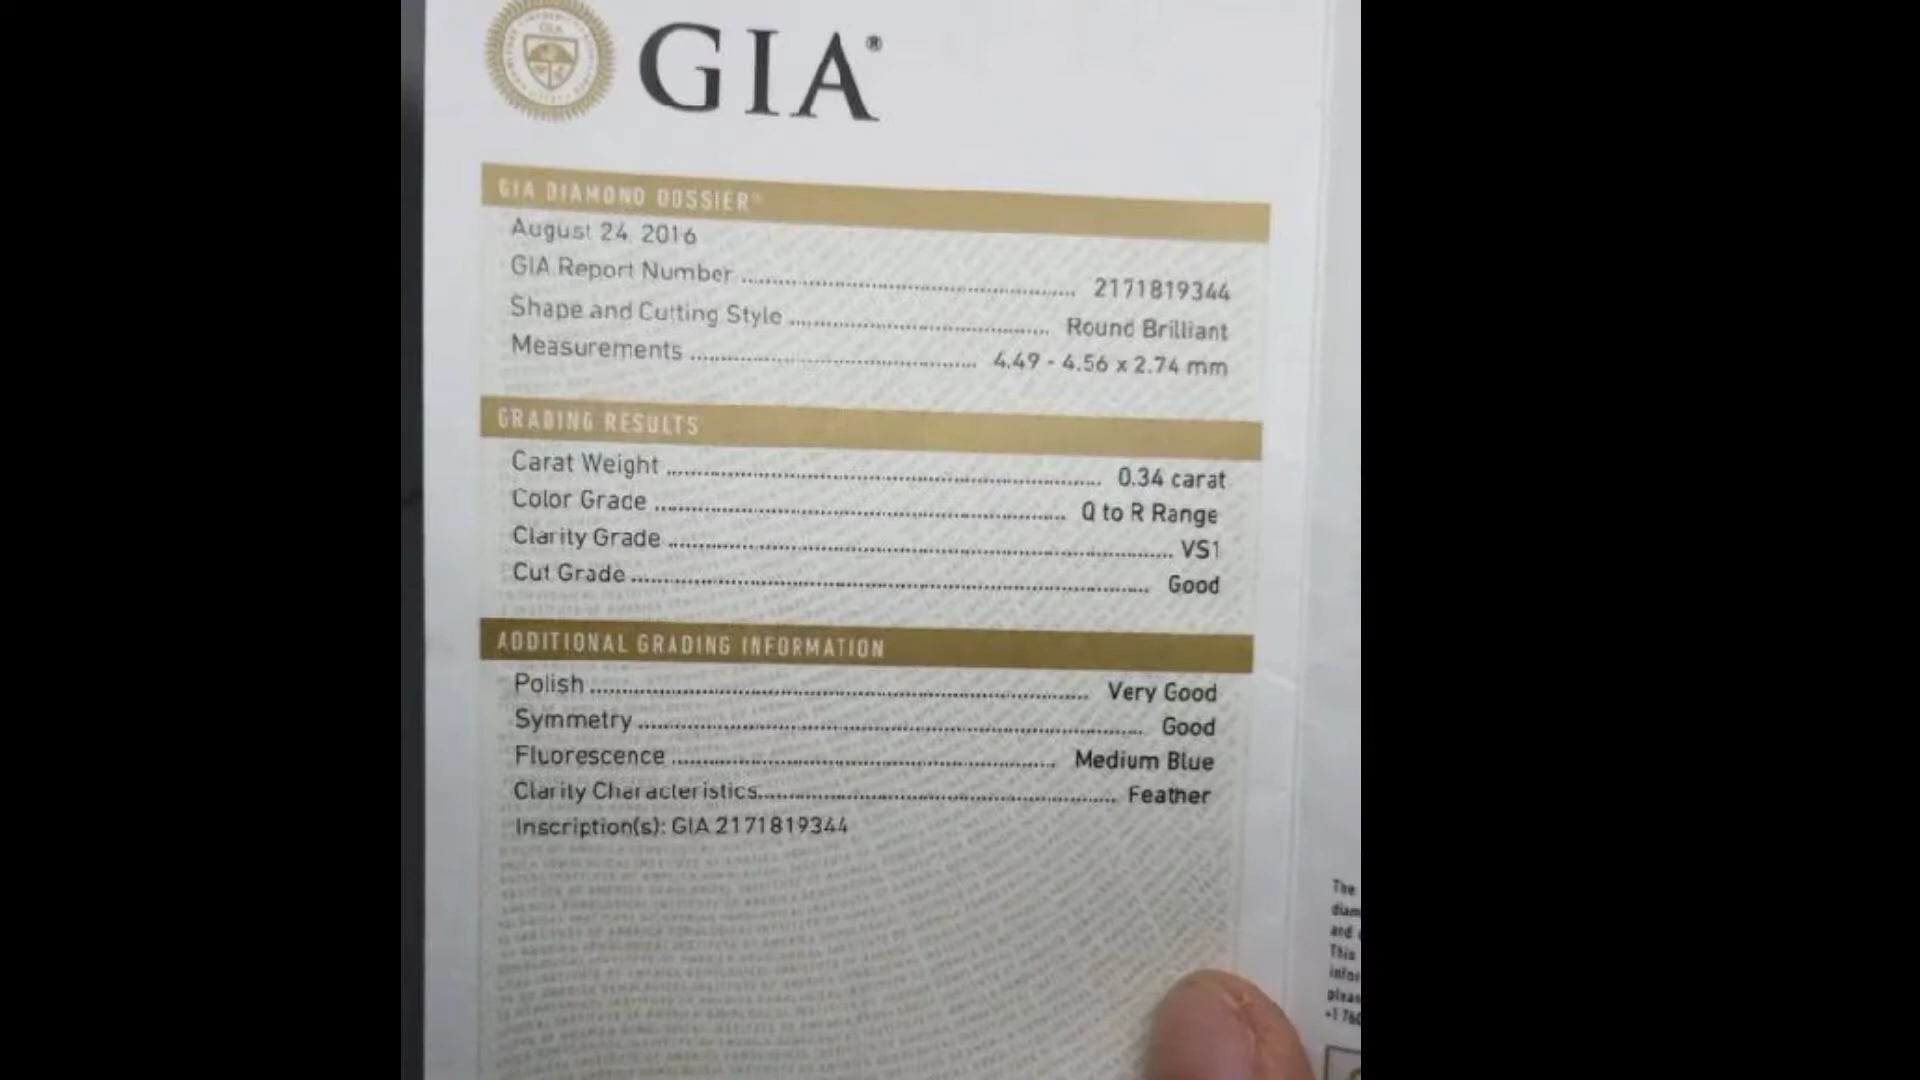 GIA®
GIA DIAMOND DOSSIER®
August 24, 2016
GIA Report Number 2171819344
Shape and Cutting Style Round Brilliant
Measurements 4.49 - 4.56 x 2.74 mm
GRADING RESULTS
Carat Weight 0.34 carat
Color Grade Q to R Range
Clarity Grade VS1
Cut Grade Good
ADDITIONAL GRADING INFORMATION
Polish Very Good
Symmetry Good
Fluorescence Medium Blue
Clarity Characteristics Feather
Inscription(s): GIA 2171819344
The
and
This